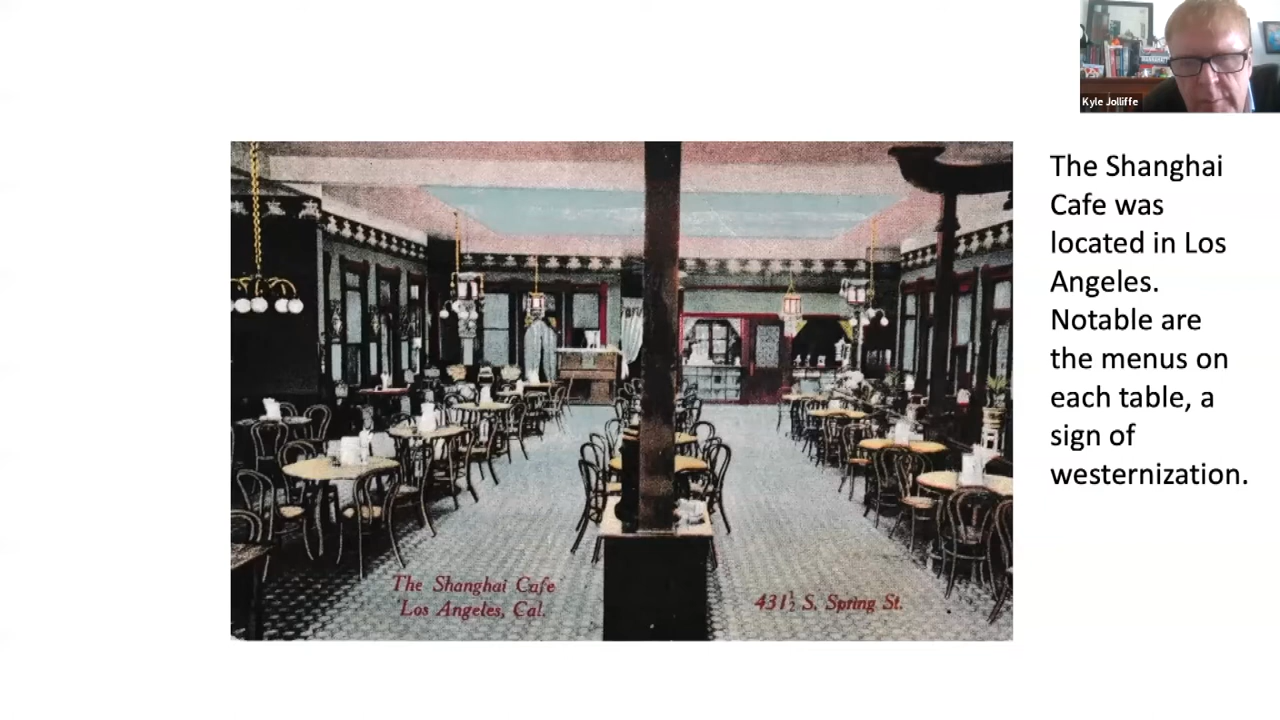 Kyle Jolliffe
The Shanghai
Cafe was
located in Los
Angeles.
Notable are
the menus on
each table, a
sign of
westernization.
The Shanghai Cafe
Los Angeles, Cal.
431½ S. Spring St.